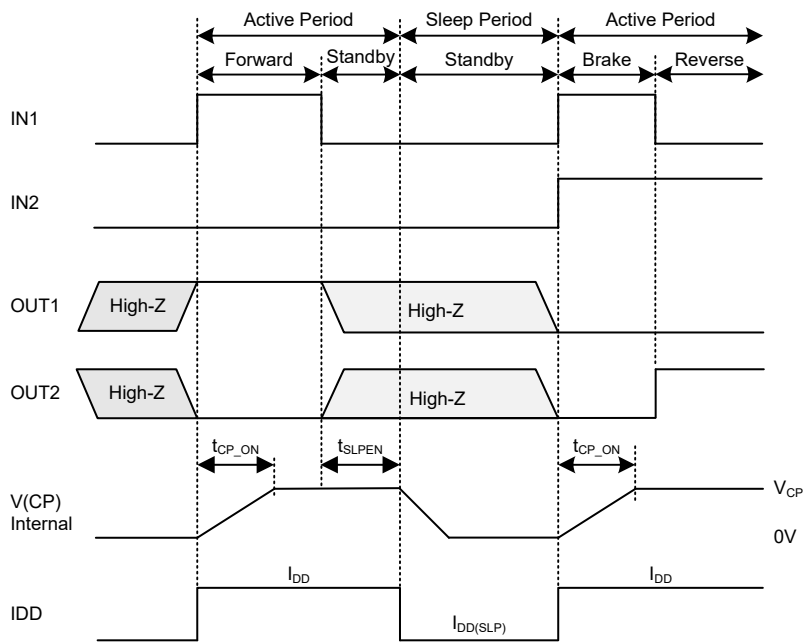 Active Period Sleep Period Active Period
Forward Standby Standby Brake Reverse
IN1
IN2
OUT1 High-Z High-Z
OUT2 High-Z High-Z
tCP_ON tSLPEN tCP_ON
V(CP)
Internal
VCP
0V
IDD IDD
IDD IDD(SLP)